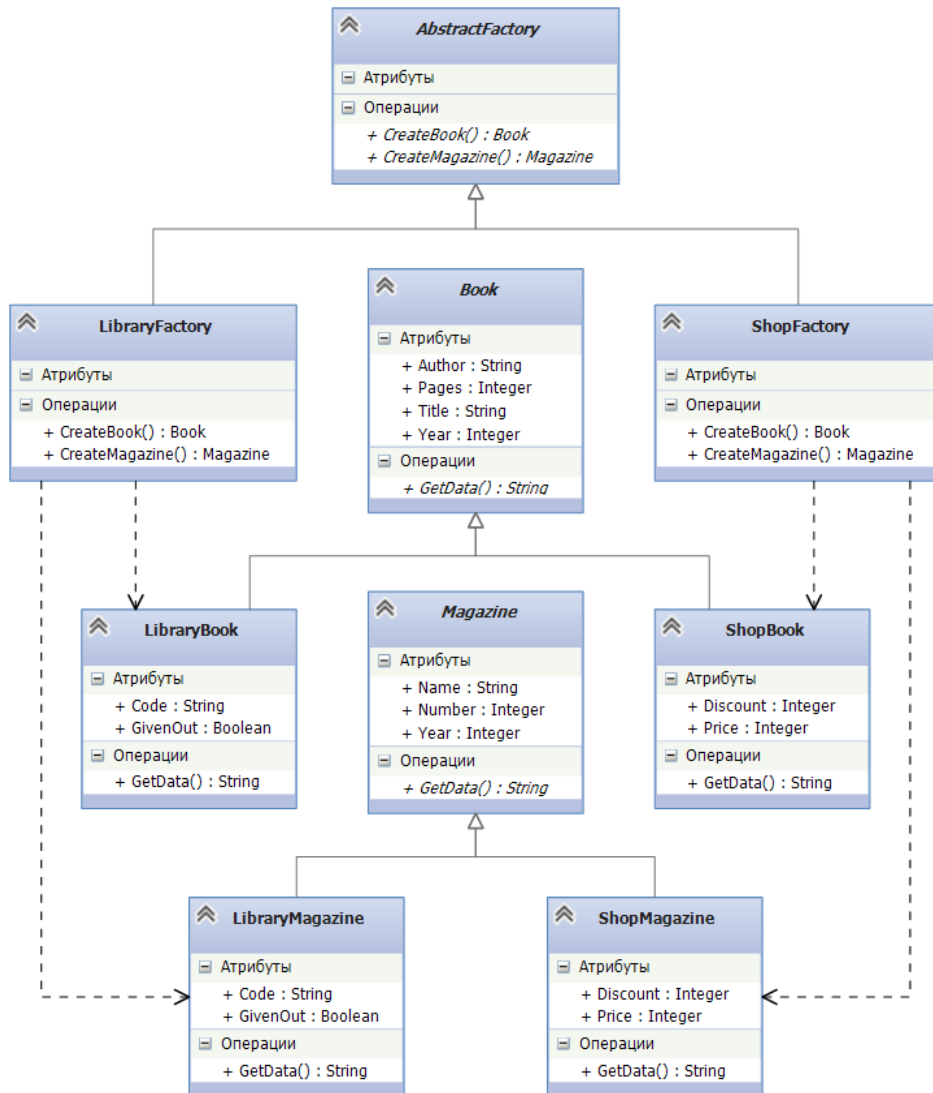 AbstractFactory
Атрибуты
Операции
+ CreateBook() : Book
+ CreateMagazine() : Magazine
LibraryFactory
Атрибуты
Операции
+ CreateBook() : Book
+ CreateMagazine() : Magazine
Book
Атрибуты
+ Author : String
+ Pages : Integer
+ Title : String
+ Year : Integer
Операции
+ GetData() : String
ShopFactory
Атрибуты
Операции
+ CreateBook() : Book
+ CreateMagazine() : Magazine
LibraryBook
Атрибуты
+ Code : String
+ GivenOut : Boolean
Операции
+ GetData() : String
Magazine
Атрибуты
+ Name : String
+ Number : Integer
+ Year : Integer
Операции
+ GetData() : String
ShopBook
Атрибуты
+ Discount : Integer
+ Price : Integer
Операции
+ GetData() : String
LibraryMagazine
Атрибуты
+ Code : String
+ GivenOut : Boolean
Операции
+ GetData() : String
ShopMagazine
Атрибуты
+ Discount : Integer
+ Price : Integer
Операции
+ GetData() : String